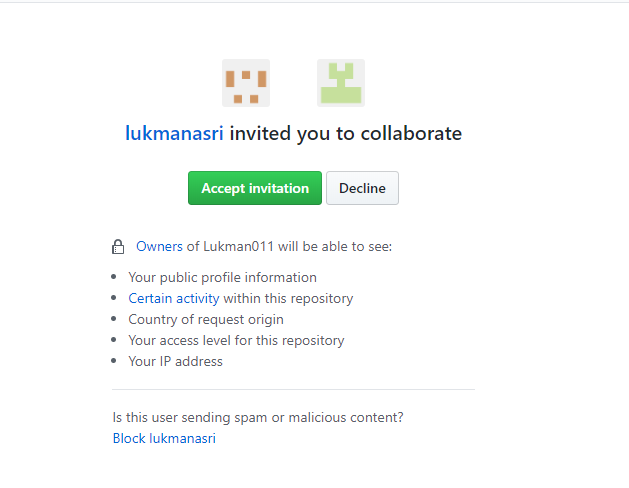 lukmanasri invited you to collaborate
Accept invitation
Decline
Owners of Lukman011 will be able to see:
Your public profile information
Certain activity within this repository
Country of request origin
Your access level for this repository
Your IP address
Is this user sending spam or malicious content?
Block lukmanasri